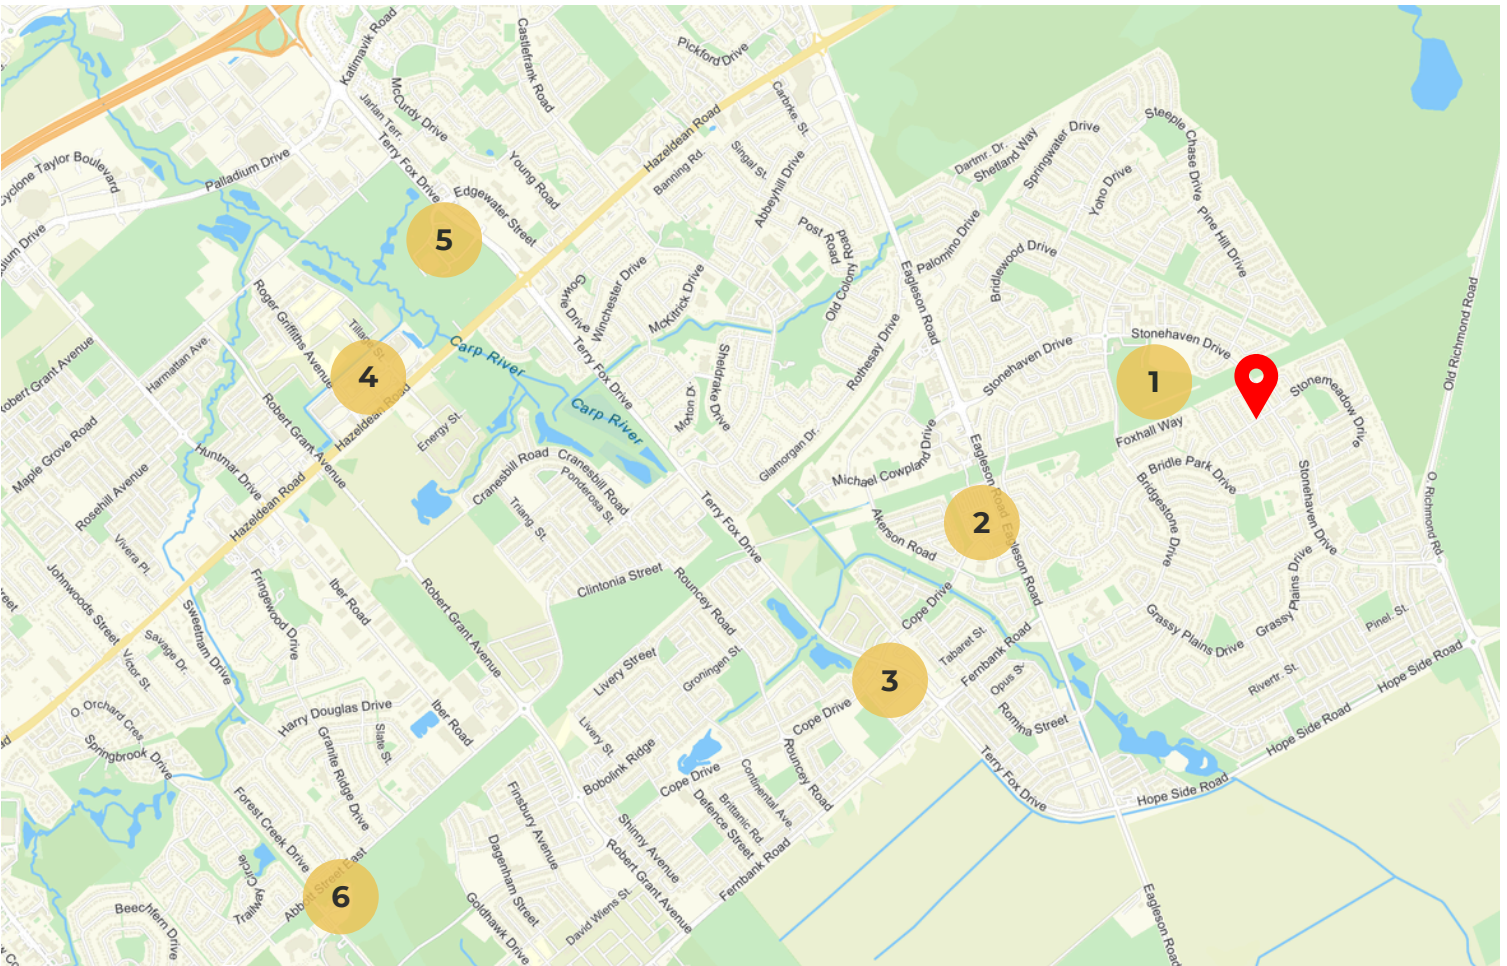 Katimavik Road
Castlefrank Road
Pickford Drive
McCurdy Drive
Jarlan Terr.
Hazeldean Road
Carbrke. St.
Steeple Chase Drive
Springwater Drive
Dartmr. Dr.
Shetland Way
Terry Fox Drive
Young Road
Banning Rd.
Singal St.
Abbeyhill Drive
Cyclone Taylor Boulevard
Palladium Drive
Edgewater Street
Yoho Drive
Pine Hill Drive
Post Road
Old Colony Road
Palomino Drive
5
Bridlewood Drive
dium Drive
Gowrie Drive
Winchester Drive
McKitrick Drive
Eagleson Road
Old Richmond Road
Roger Griffiths Avenue
Tillage St.
Carp River
Terry Fox Drive
Sheldrake Drive
Rothesay Drive
Stonehaven Drive
Stonehaven Drive
Harmattan Ave.
obert Grant Avenue
4
1
Stonemeadow Drive
Robert Grant Avenue
Hazeldean Road
Energy St.
Carp River
Morton Dr.
Foxhall Way
Maple Grove Road
Huntmar Drive
Cranesbill Road
Cranesbill Road
Ponderosa St.
Glamorgan Dr.
Michael Cowpland Drive
Eagleson Road
Bridle Park Drive
Bridgestone Drive
Stonehaven Drive
Rosehill Avenue
Hazeldean Road
Triang. St.
Terry Fox Drive
Akerson Road
2
O. Richmond Rd
Vivera Pl.
Johnwoods Street
reet
Fringewood Drive
Iber Road
Clintonia Street
Rouncey Road
Eagleson Road
Cope Drive
Grassy Plains Drive
Grassy Plains Drive
Pinel. St.
Sweetnam Drive
Robert Grant Avenue
Savage Dr.
Victor St.
Livery Street
Groningen St.
3
Tabaret St.
Fernbank Road
Opus St.
Rivertr. St.
Hope Side Road
O. Orchard Cres.
Harry Douglas Drive
Iber Road
Slate St.
Livery St.
Cope Drive
Romina Street
Hope Side Road
ad
Springbrook Drive
Granite Ridge Drive
Bobolink Ridge
Cope Drive
Rouncey Road
Continental Ave.
Terry Fox Drive
Hope Side Road
Forest Creek Drive
Finsbury Avenue
Brittanic Rd.
Defence Street
Shinny Avenue
Dagenham Street
Robert Grant Avenue
Fernbank Road
Abbott Street East
6
Trailway Circle
Beechfern Drive
Goldhawk Drive
David Wiens St.
Eagleson Road